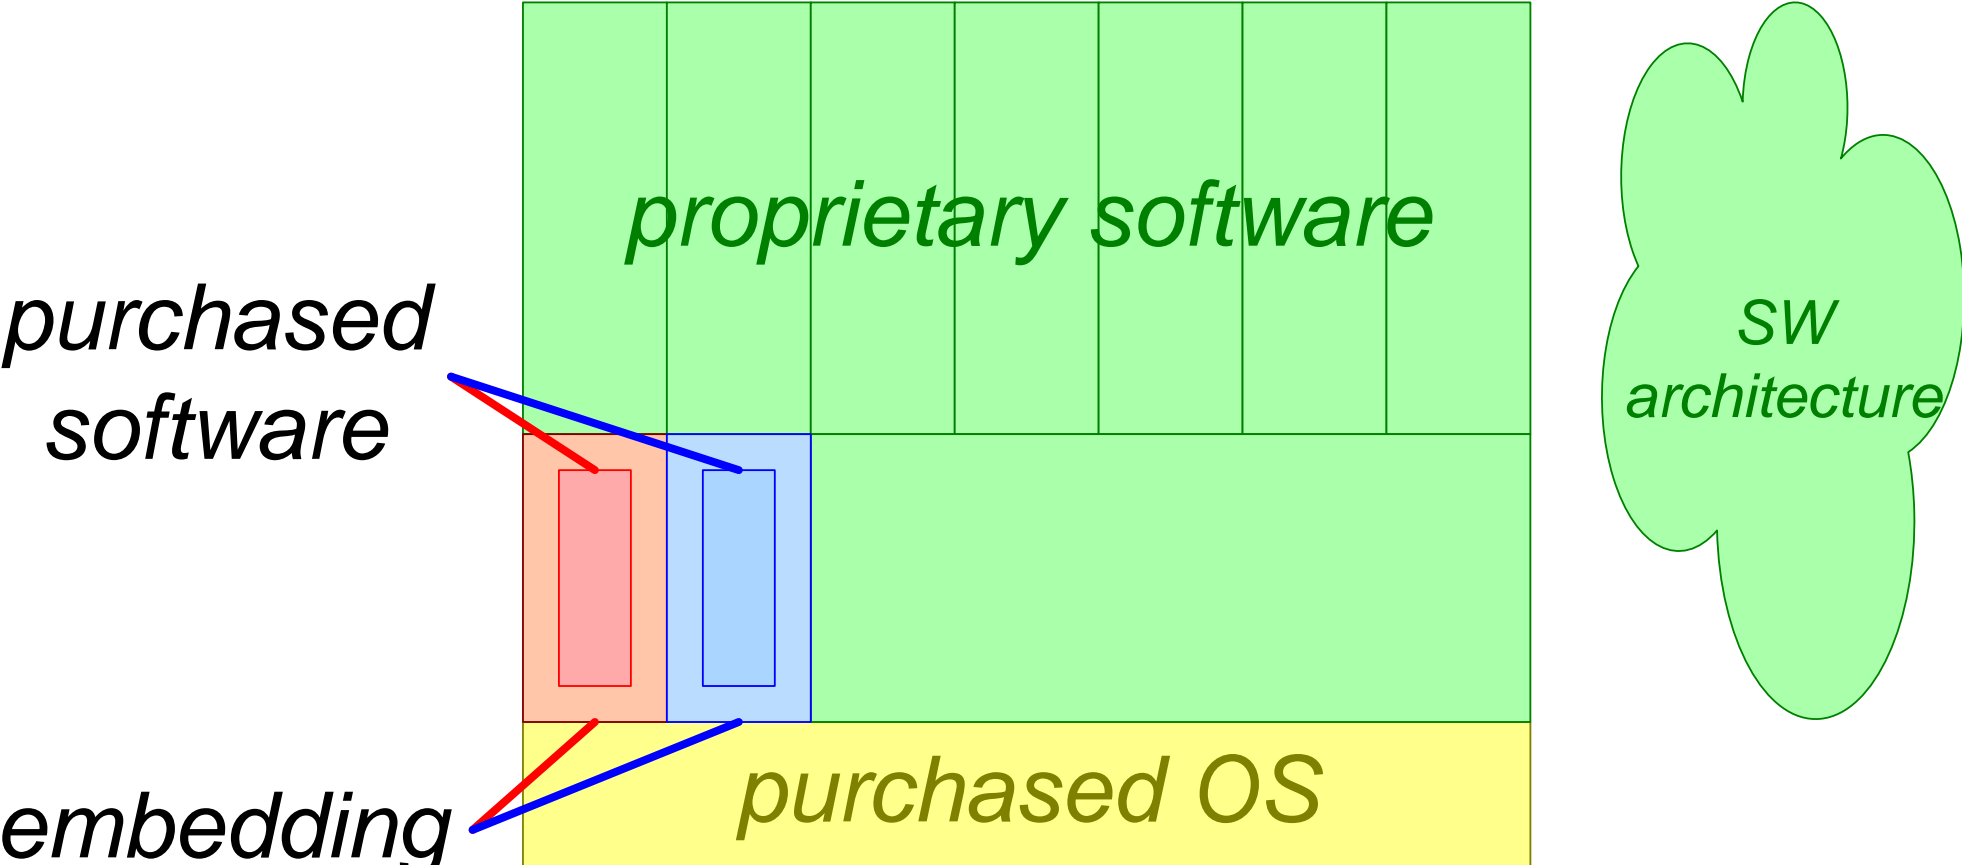 proprietary software
purchased
software
SW
architecture
purchased OS
embedding